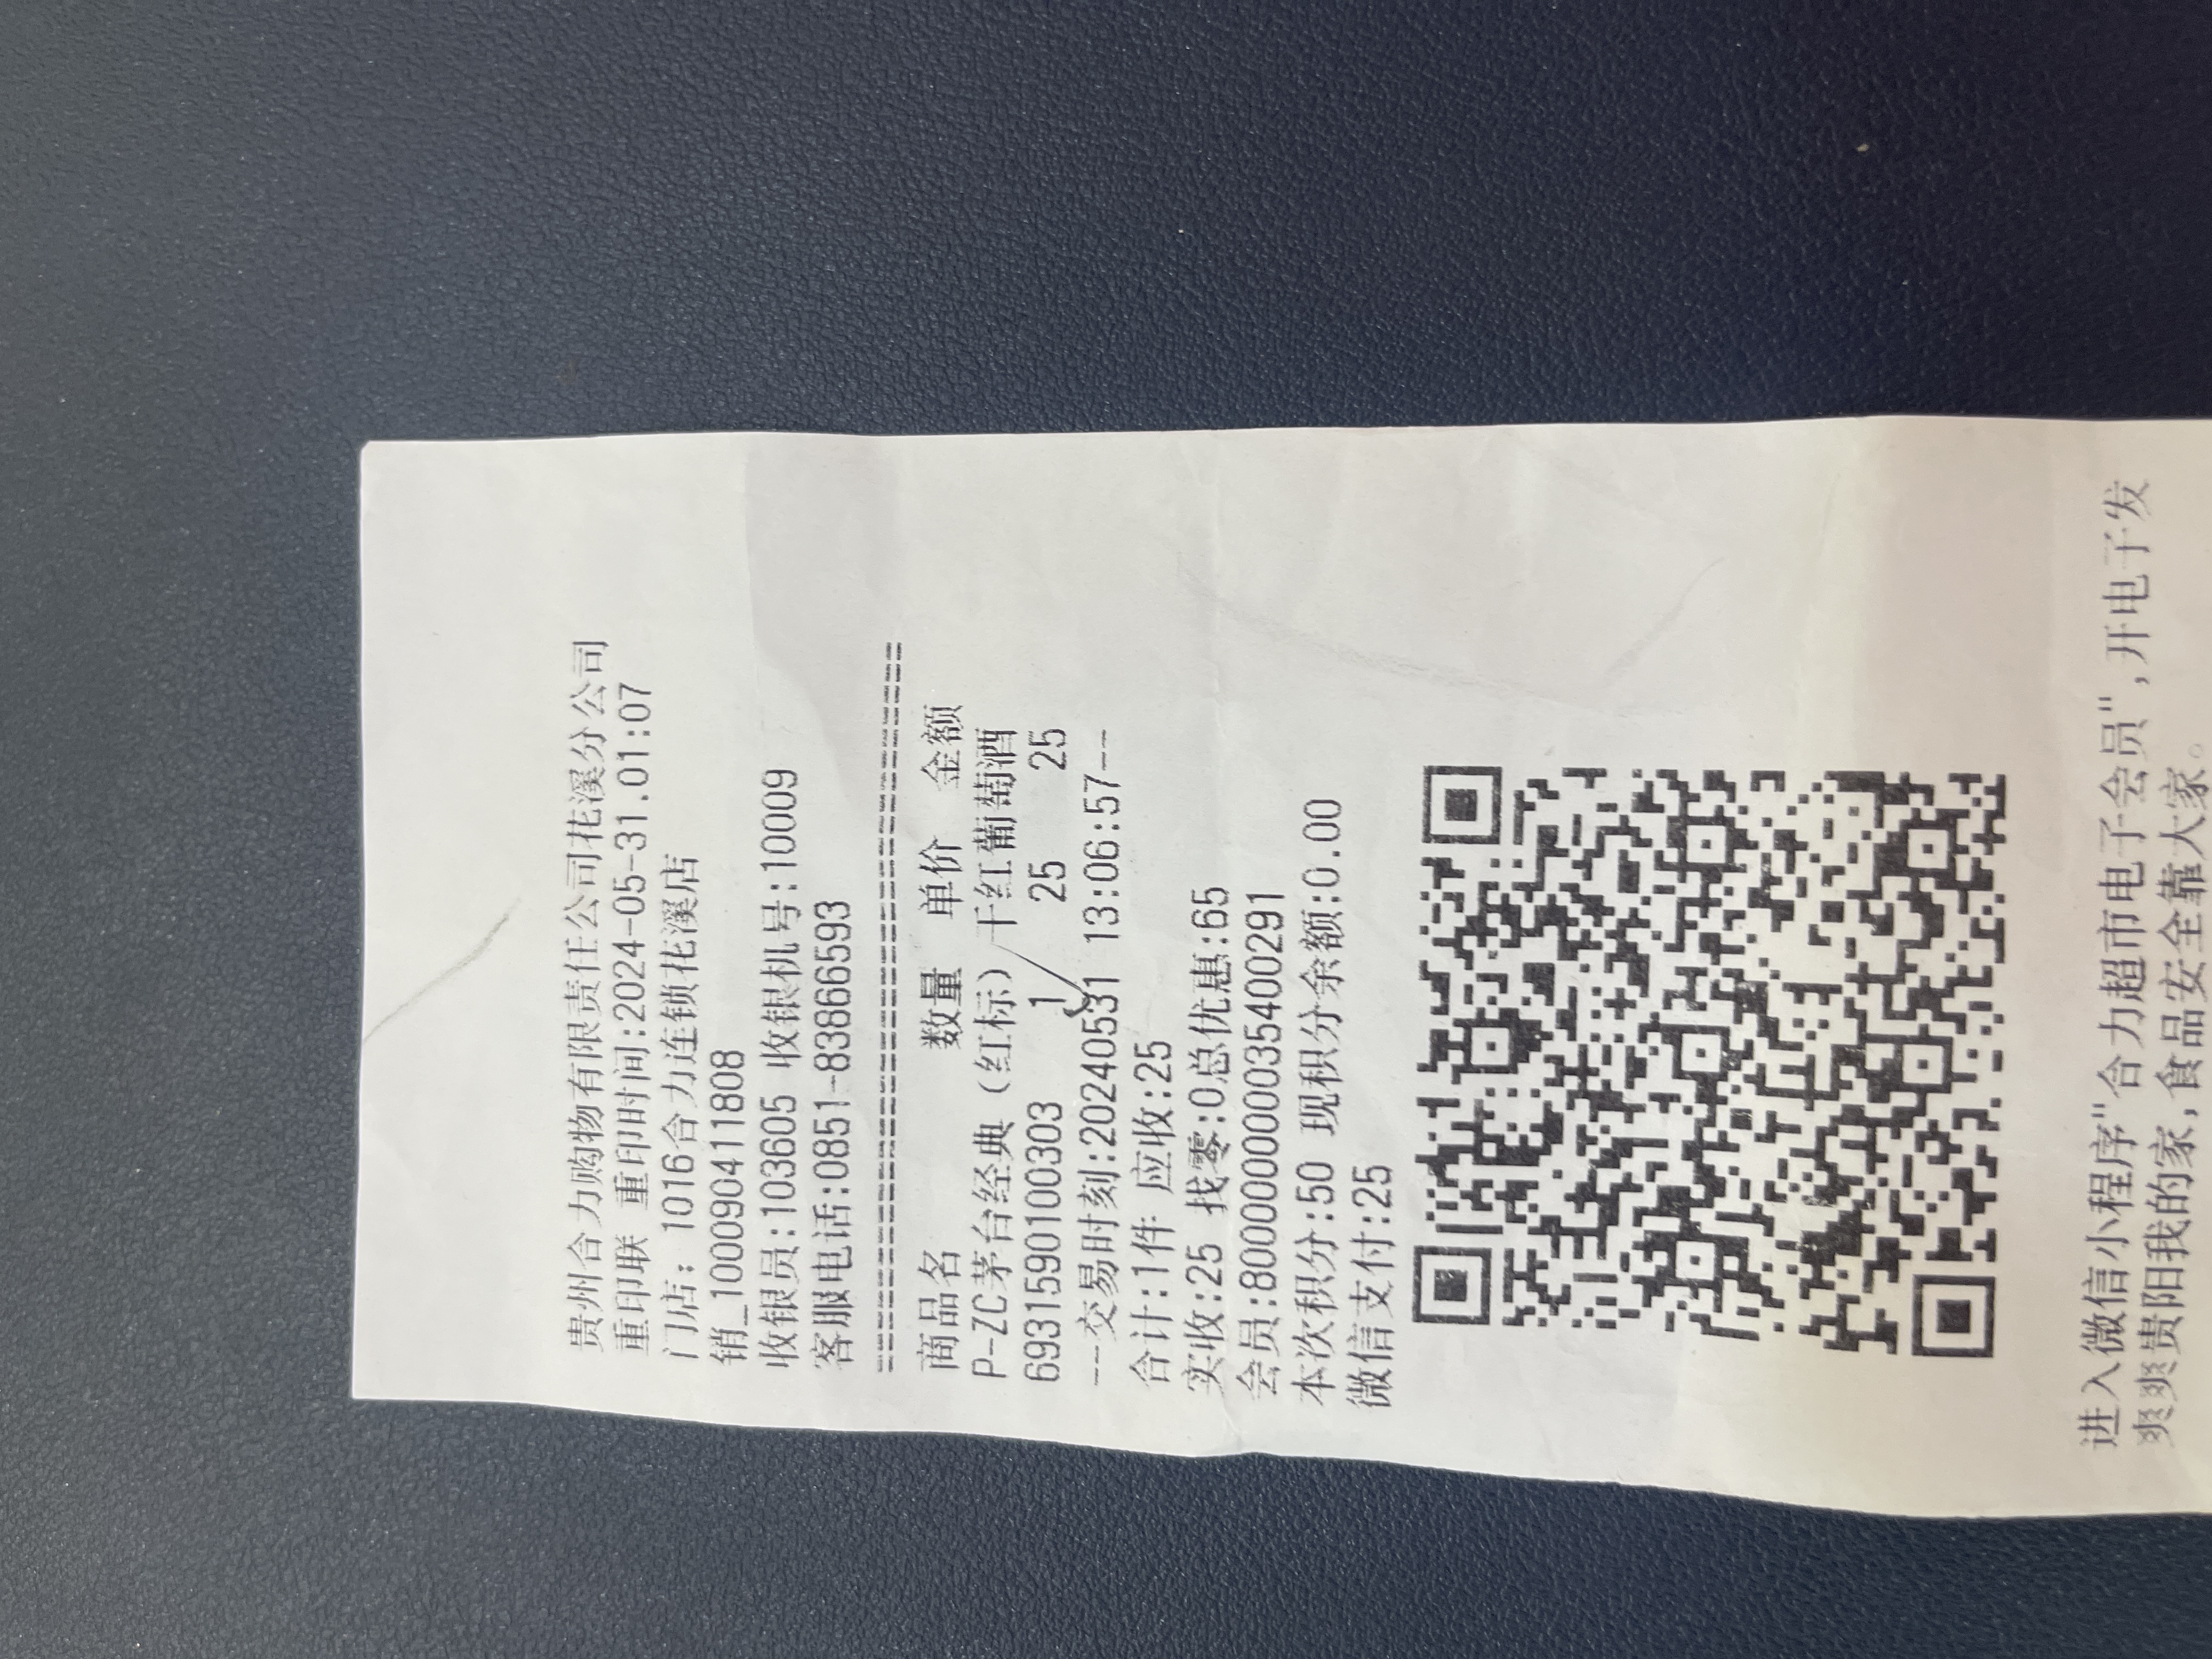 贵州合力购物有限责任公司花溪分公司
重印联 重印时间:2024-05-31.01:07
门店: 1016合力连锁花溪店
销_100090411808
收银员:103605 收银机号:10009
客服电话:0851-83866593
==========================================
商品名 数量 单价 金额
P-ZC茅台经典(红标)干红葡萄酒
6931590100303 1 25 25
--交易时刻:20240531 13:06:57--
合计:1件 应收:25
实收:25 找零:0总优惠:65
会员:8000000000035400291
本次积分:50 现积分余额:0.00
微信支付:25
进入微信小程序"合力超市电子会员",开电子发
爽爽贵阳我的家,食品安全靠大家。